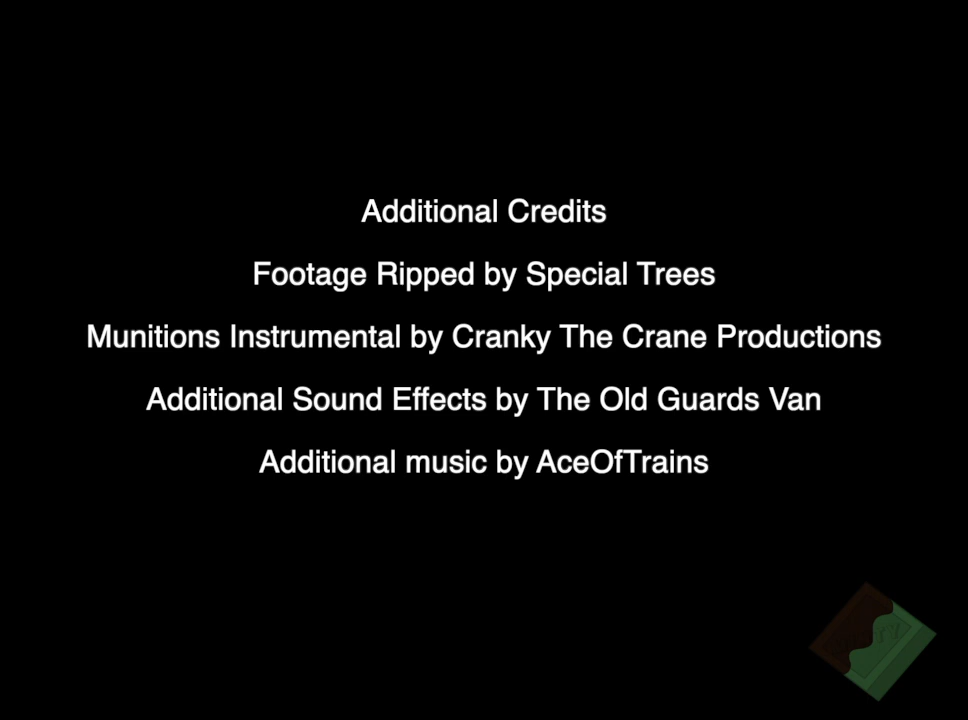 Additional Credits
Footage Ripped by Special Trees
Munitions Instrumental by Cranky The Crane Productions
Additional Sound Effects by The Old Guards Van
Additional music by AceOfTrains